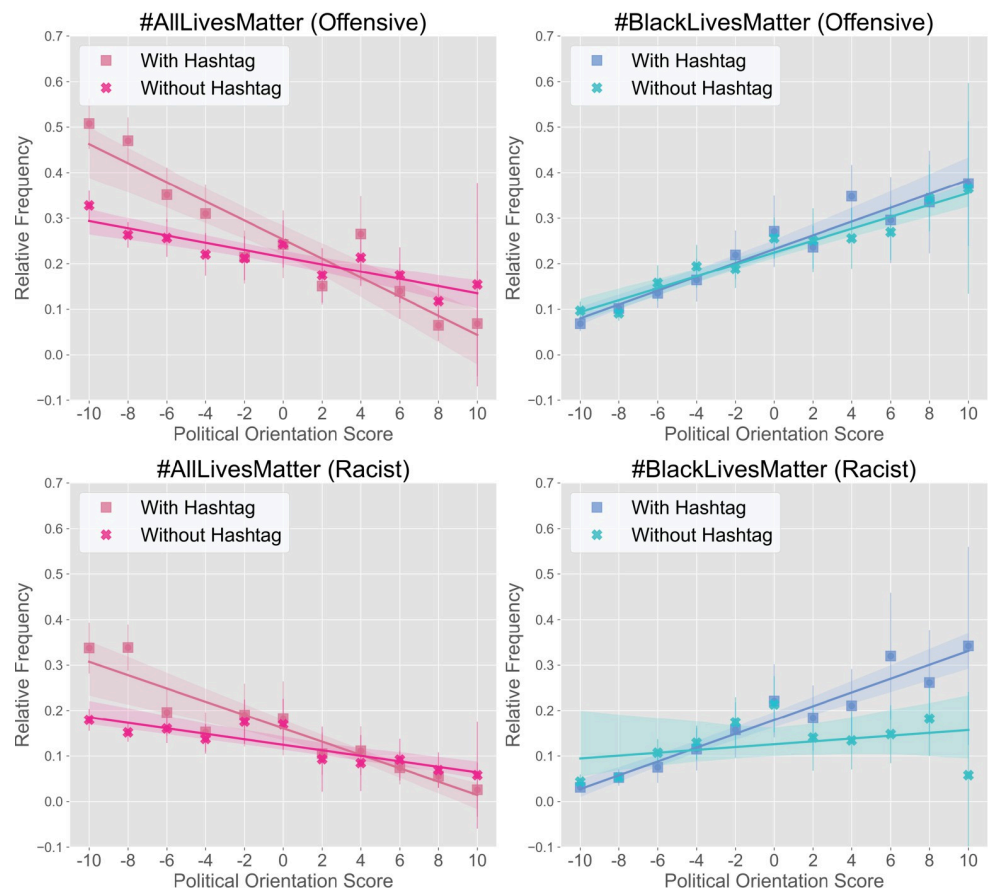 #AllLivesMatter (Offensive)
With Hashtag
Without Hashtag
Relative Frequency
0.7
0.6
0.5
0.4
0.3
0.2
0.1
0.0
−0.1
-10 -8 -6 -4 -2 0 2 4 6 8 10
Political Orientation Score
#BlackLivesMatter (Offensive)
With Hashtag
Without Hashtag
Relative Frequency
0.7
0.6
0.5
0.4
0.3
0.2
0.1
0.0
−0.1
-10 -8 -6 -4 -2 0 2 4 6 8 10
Political Orientation Score
#AllLivesMatter (Racist)
With Hashtag
Without Hashtag
Relative Frequency
0.7
0.6
0.5
0.4
0.3
0.2
0.1
0.0
−0.1
-10 -8 -6 -4 -2 0 2 4 6 8 10
Political Orientation Score
#BlackLivesMatter (Racist)
With Hashtag
Without Hashtag
Relative Frequency
0.7
0.6
0.5
0.4
0.3
0.2
0.1
0.0
−0.1
-10 -8 -6 -4 -2 0 2 4 6 8 10
Political Orientation Score